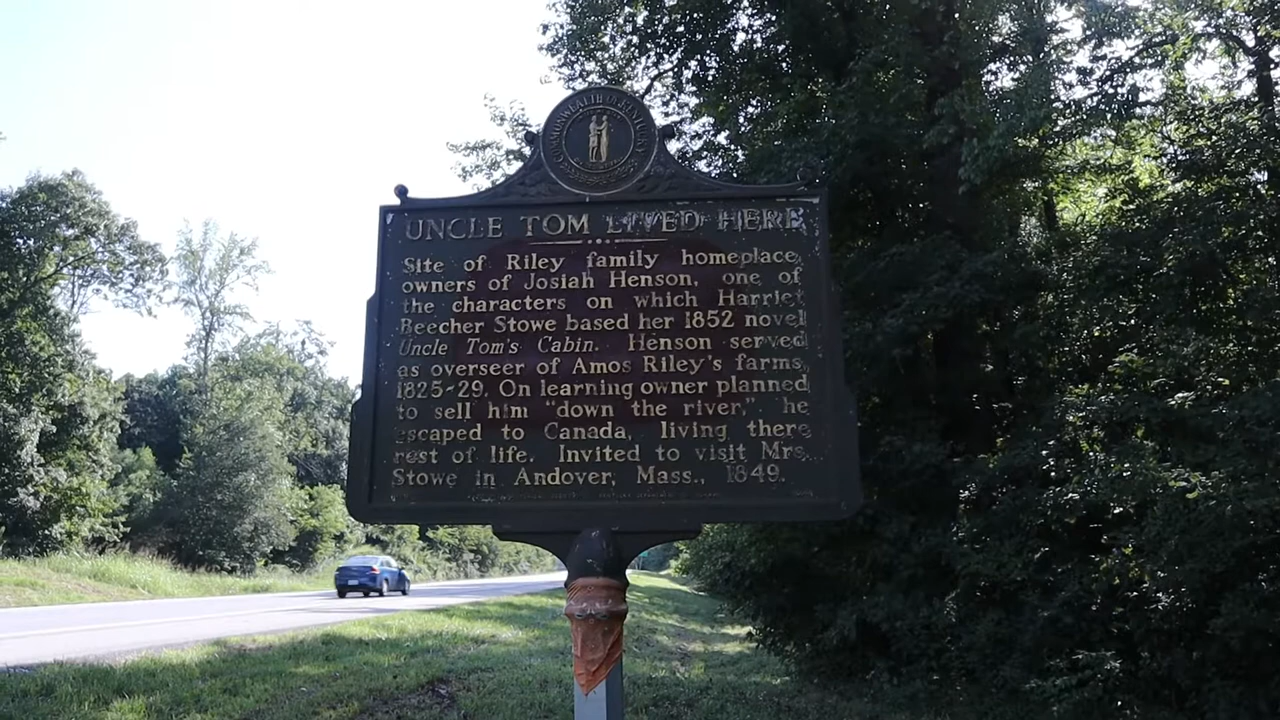 COMMONWEALTH OF KENTUCKY
UNCLE TOM LIVED HERE
Site of Riley family homeplace,
owners of Josiah Henson, one of
the characters on which Harriet
Beecher Stowe based her 1852 novel
Uncle Tom's Cabin. Henson served
as overseer of Amos Riley's farms,
1825-29. On learning owner planned
to sell him "down the river," he
escaped to Canada, living there
rest of life. Invited to visit Mrs.
Stowe in Andover, Mass., 1849.